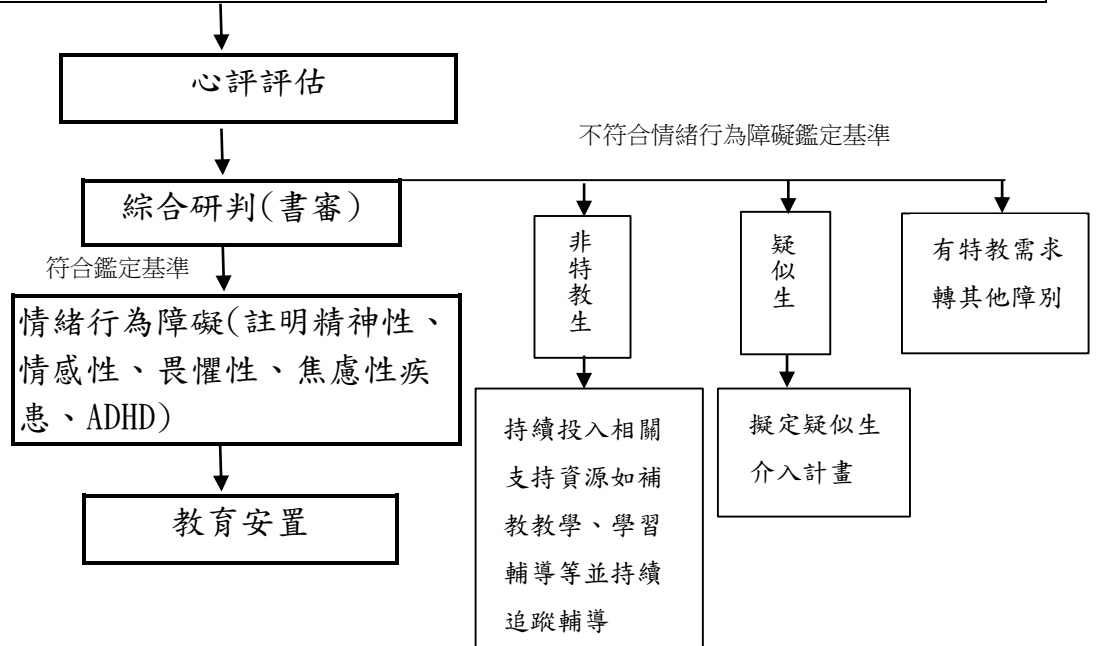 心評評估
不符合情緒行為障礙鑑定基準
綜合研判(書審)
符合鑑定基準
非特教生
疑似生
有特教需求
轉其他障別
情緒行為障礙(註明精神性、
情感性、畏懼性、焦慮性疾
患、ADHD)
持續投入相關
支持資源如補
教教學、學習
輔導等並持續
追蹤輔導
擬定疑似生
介入計畫
教育安置